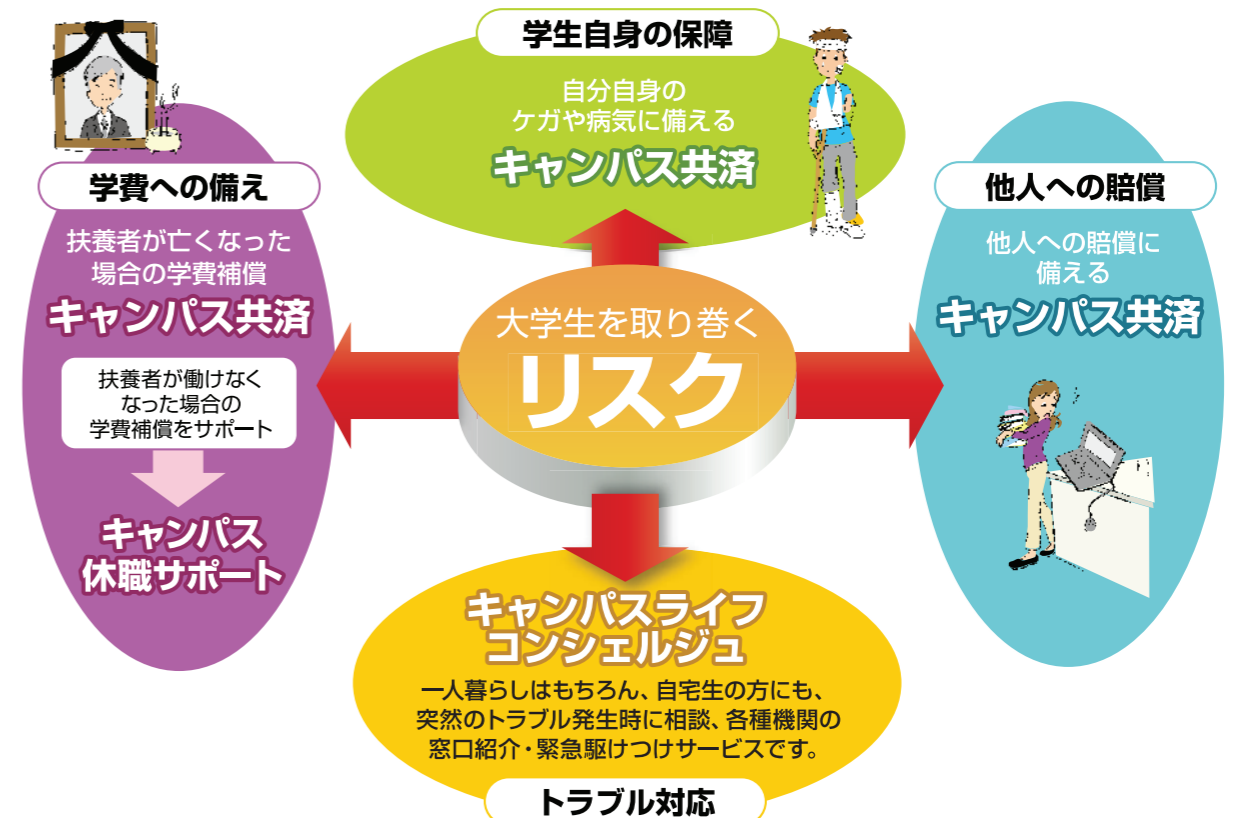 学生自身の保障
自分自身の
ケガや病気に備える
キャンパス共済
学費への備え
扶養者が亡くなった
場合の学費補償
キャンパス共済
扶養者が働けなく
なった場合の
学費補償をサポート
キャンパス
休職サポート
大学生を取り巻く
リスク
他人への賠償
他人への賠償に
備える
キャンパス共済
キャンパスライフ
コンシェルジュ
一人暮らしはもちろん、自宅生の方にも、
突然のトラブル発生時に相談、各種機関の
窓口紹介・緊急駆けつけサービスです。
トラブル対応